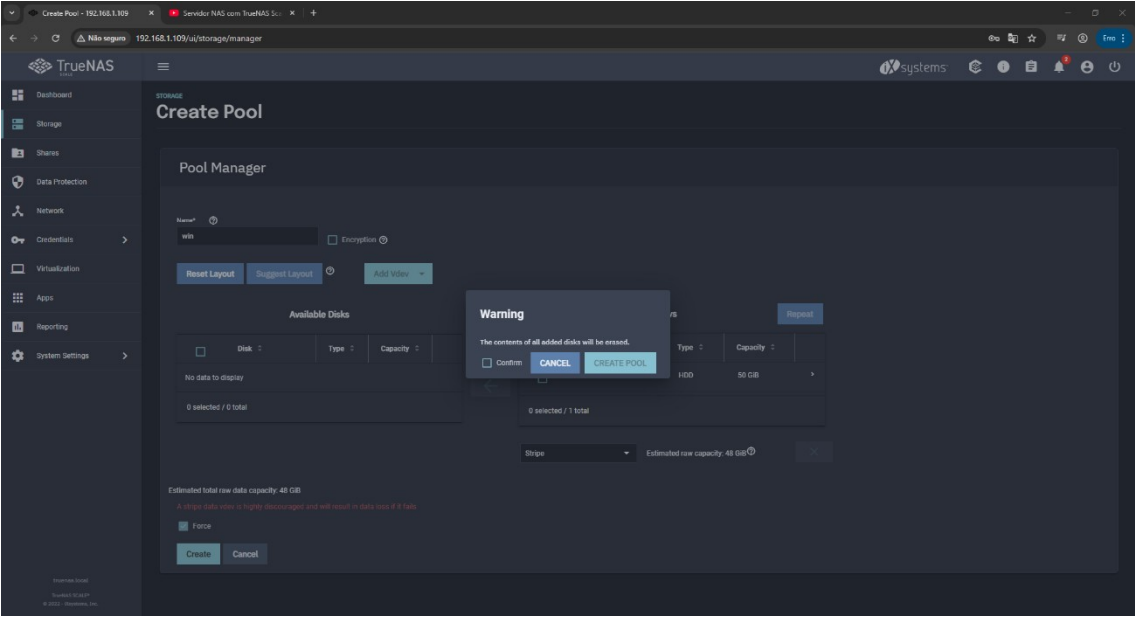 Create Pool - 192.168.1.109
Servidor NAS com TrueNAS Sca
Não seguro 192.168.1.109/ui/storage/manager
Erro
TrueNAS
SCALE
iXsystems
Dashboard
Storage
Shares
Data Protection
Network
Credentials
Virtualization
Apps
Reporting
System Settings
STORAGE
Create Pool
Pool Manager
Name*
win
Encryption
Reset Layout
Suggest Layout
Add Vdev
Available Disks
Disk
Type
Capacity
No data to display
0 selected / 0 total
Repeat
Type
Capacity
HDD
50 GiB
0 selected / 1 total
Stripe
Estimated raw capacity: 48 GiB
Warning
The contents of all added disks will be erased.
Confirm
CANCEL
CREATE POOL
Estimated total raw data capacity: 48 GiB
A stripe data vdev is highly discouraged and will result in data loss if it fails
Force
Create
Cancel
TrueNAS SCALE®